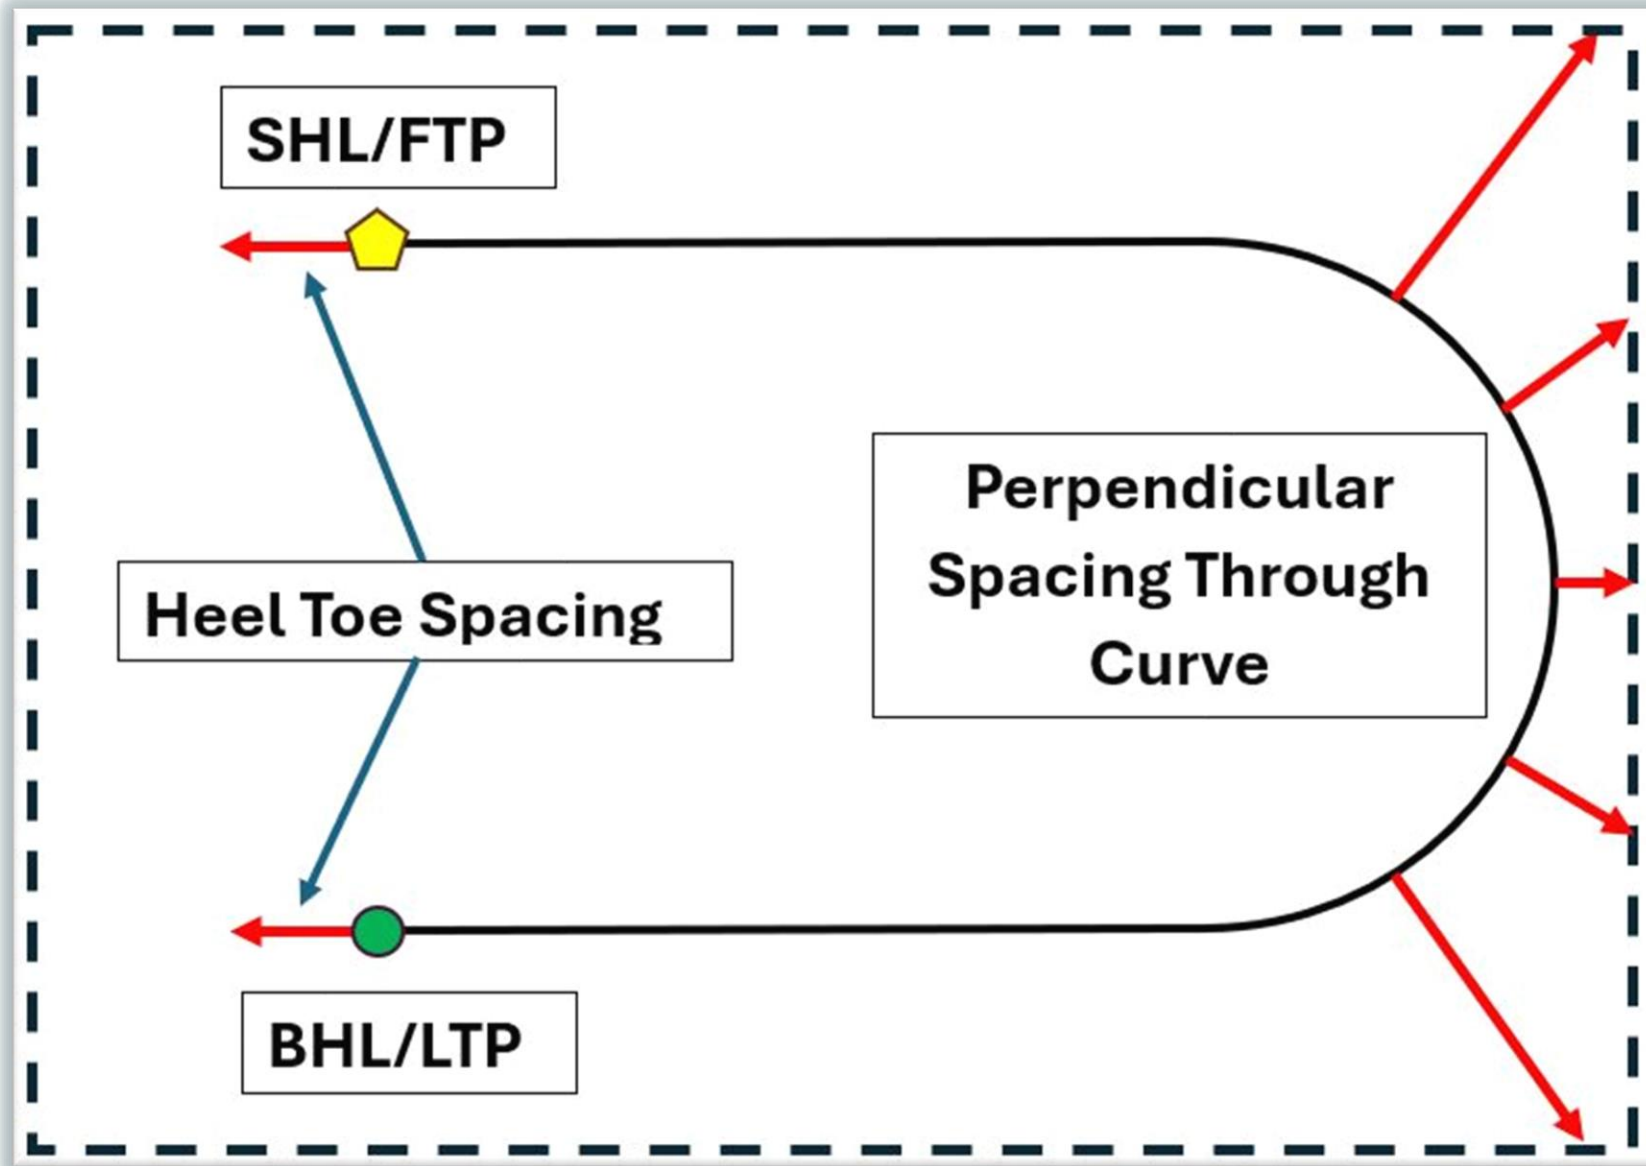 SHL/FTP
Heel Toe Spacing
Perpendicular
Spacing Through
Curve
BHL/LTP